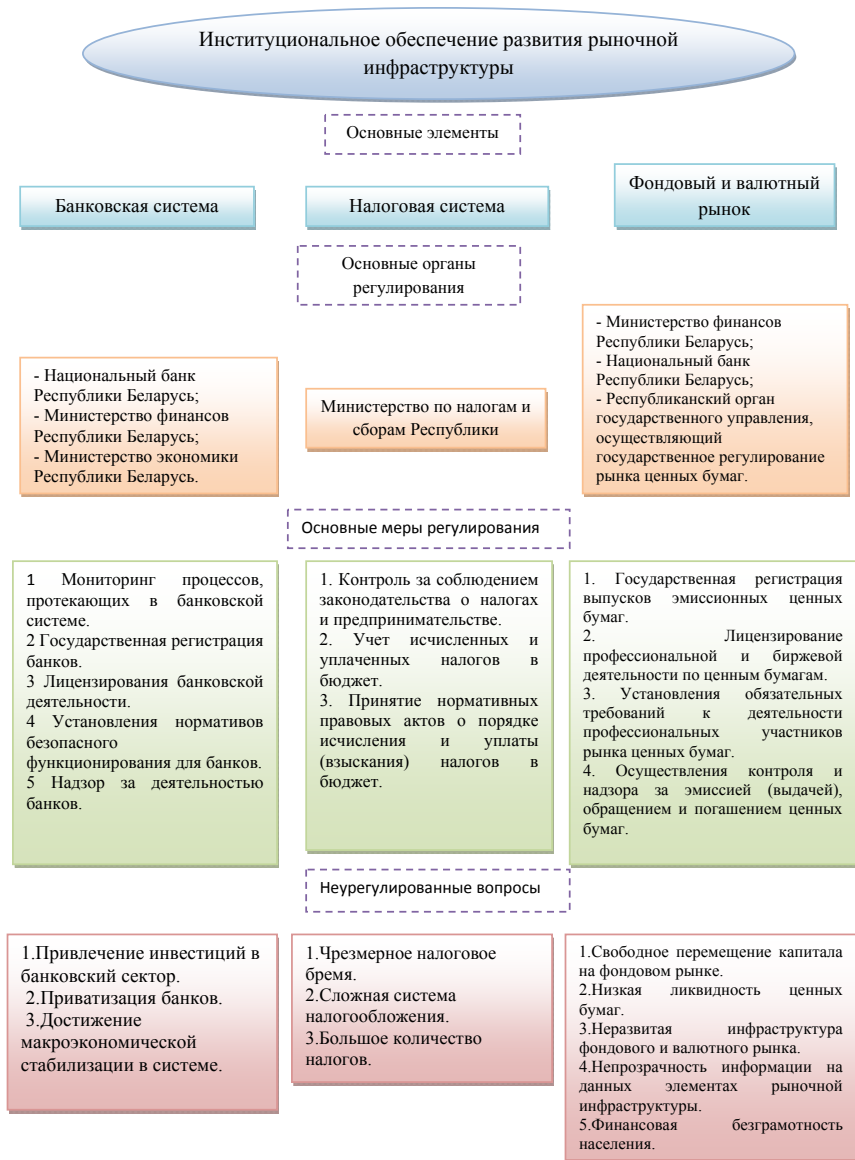 Институциональное обеспечение развития рыночной
инфраструктуры
Основные элементы
Банковская система
Налоговая система
Фондовый и валютный
рынок
Основные органы
регулирования
- Национальный банк
Республики Беларусь;
- Министерство финансов
Республики Беларусь;
- Министерство экономики
Республики Беларусь.
Министерство по налогам и
сборам Республики
- Министерство финансов
Республики Беларусь;
- Национальный банк
Республики Беларусь;
- Республиканский орган
государственного управления,
осуществляющий
государственное регулирование
рынка ценных бумаг.
Основные меры регулирования
1 Мониторинг процессов,
протекающих в банковской
системе.
2 Государственная регистрация
банков.
3 Лицензирования банковской
деятельности.
4 Установления нормативов
безопасного
функционирования для банков.
5 Надзор за деятельностью
банков.
1. Контроль за соблюдением
законодательства о налогах
и предпринимательстве.
2. Учет исчисленных и
уплаченных налогов в
бюджет.
3. Принятие нормативных
правовых актов о порядке
исчисления и уплаты
(взыскания) налогов в
бюджет.
1. Государственная регистрация
выпусков эмиссионных ценных
бумаг.
2. Лицензирование
профессиональной и биржевой
деятельности по ценным бумагам.
3. Установления обязательных
требований к деятельности
профессиональных участников
рынка ценных бумаг.
4. Осуществления контроля и
надзора за эмиссией (выдачей),
обращением и погашением ценных
бумаг.
Неурегулированные вопросы
1.Привлечение инвестиций в
банковский сектор.
2.Приватизация банков.
3.Достижение
макроэкономической
стабилизации в системе.
1.Чрезмерное налоговое
бремя.
2.Сложная система
налогообложения.
3.Большое количество
налогов.
1.Свободное перемещение капитала
на фондовом рынке.
2.Низкая ликвидность ценных
бумаг.
3.Неразвитая инфраструктура
фондового и валютного рынка.
4.Непрозрачность информации на
данных элементах рыночной
инфраструктуры.
5.Финансовая безграмотность
населения.